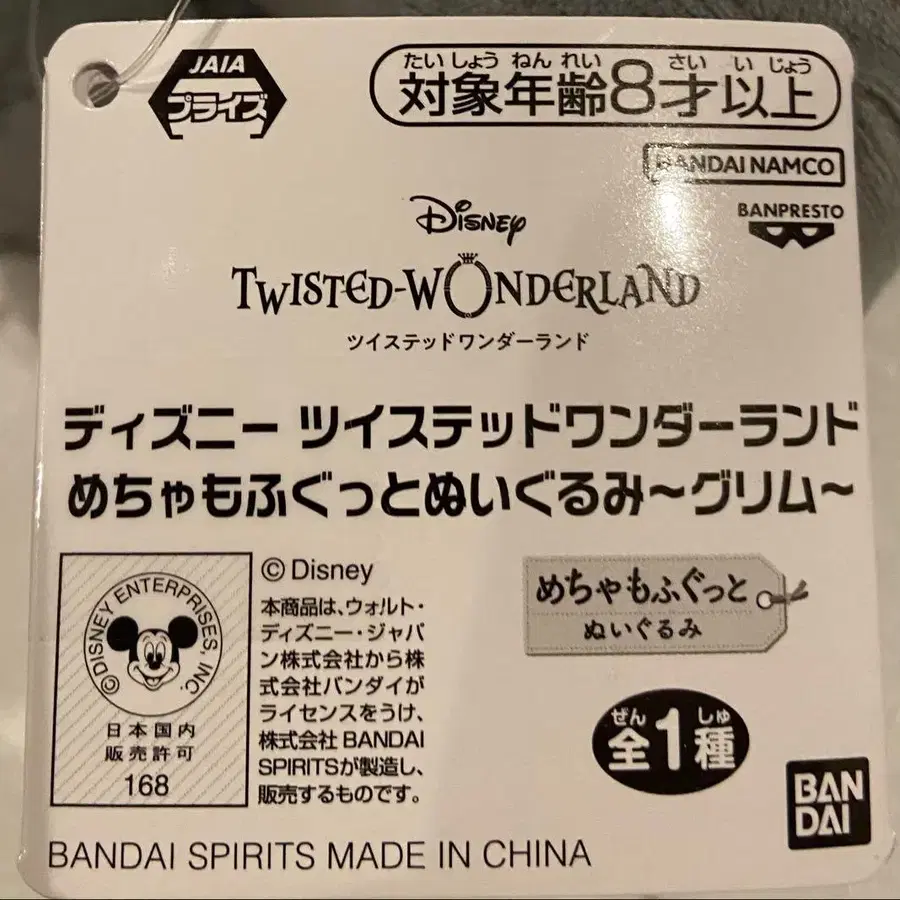 JAIA
プライズ
たいしょうねんれい さいいじょう
対象年齢8才以上
BANDAI NAMCO
BANPRESTO
Disney
TWISTED-WONDERLAND
ツイステッドワンダーランド
ディズニー ツイステッドワンダーランド
めちゃもふぐっとぬいぐるみ～グリム～
©DISNEY ENTERPRISES, INC.
日本国内
販売許可
168
© Disney
本商品は、ウォルト・
ディズニー・ジャパ
ン株式会社から株
式会社バンダイが
ライセンスをうけ、
株式会社 BANDAI
SPIRITSが製造し、
販売するものです。
めちゃもふぐっと
ぬいぐるみ
ぜん しゅ
全1種
BAN
DAI
BANDAI SPIRITS MADE IN CHINA